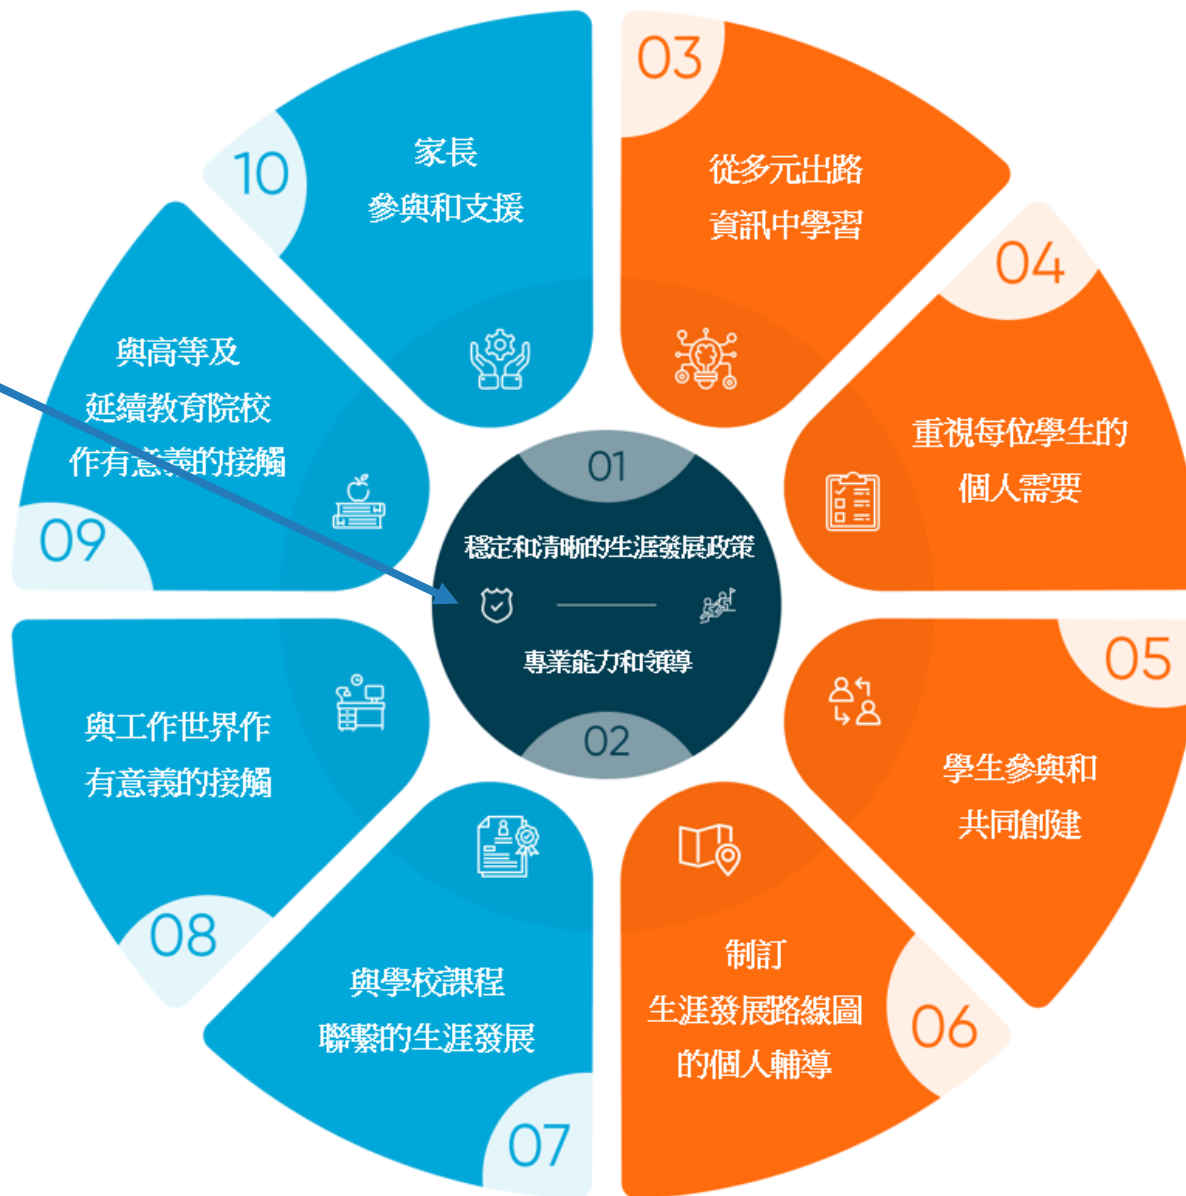 01
穩定和清晰的生涯發展政策
專業能力和領導
02
03
從多元出路
資訊中學習
04
重視每位學生的
個人需要
05
學生參與和
共同創建
06
制訂
生涯發展路線圖
的個人輔導
07
與學校課程
聯繫的生涯發展
08
與工作世界作
有意義的接觸
09
與高等及
延續教育院校
作有意義的接觸
10
家長
參與和支援